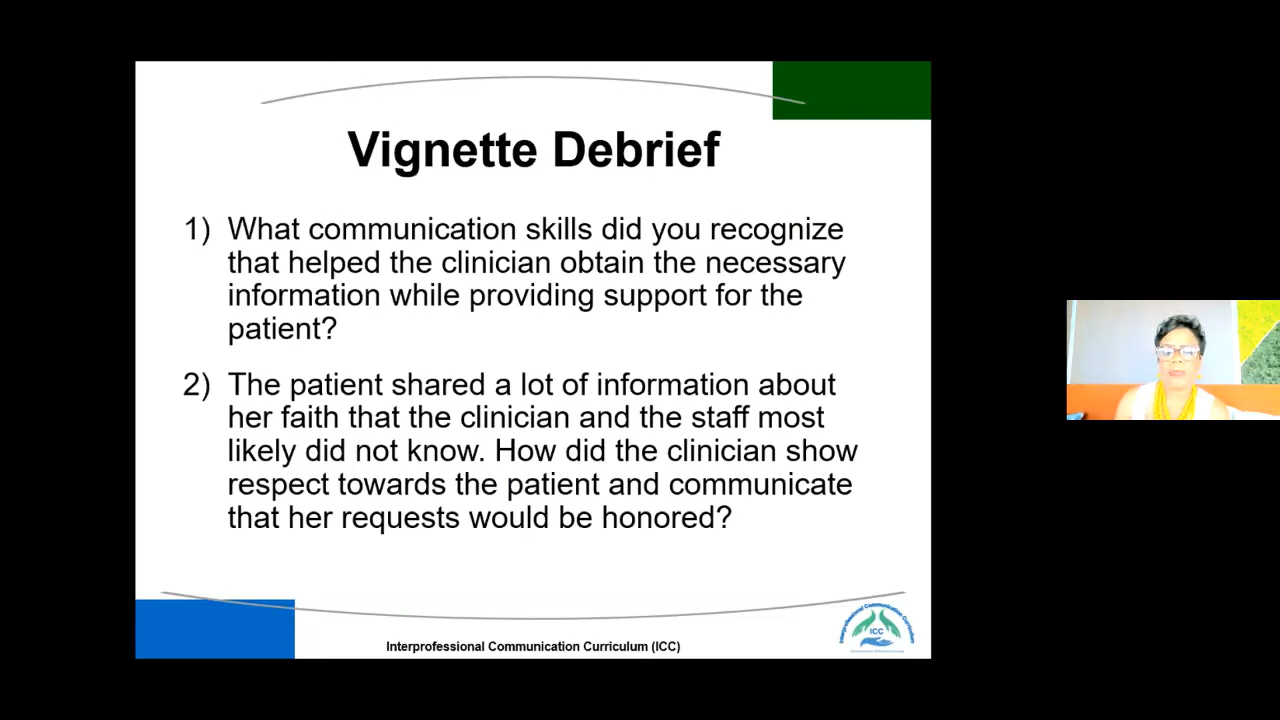 Vignette Debrief
1) What communication skills did you recognize
that helped the clinician obtain the necessary
information while providing support for the
patient?
2) The patient shared a lot of information about
her faith that the clinician and the staff most
likely did not know. How did the clinician show
respect towards the patient and communicate
that her requests would be honored?
Interprofessional Communication Curriculum (ICC)
Interprofessional Communication Curriculum
ICC